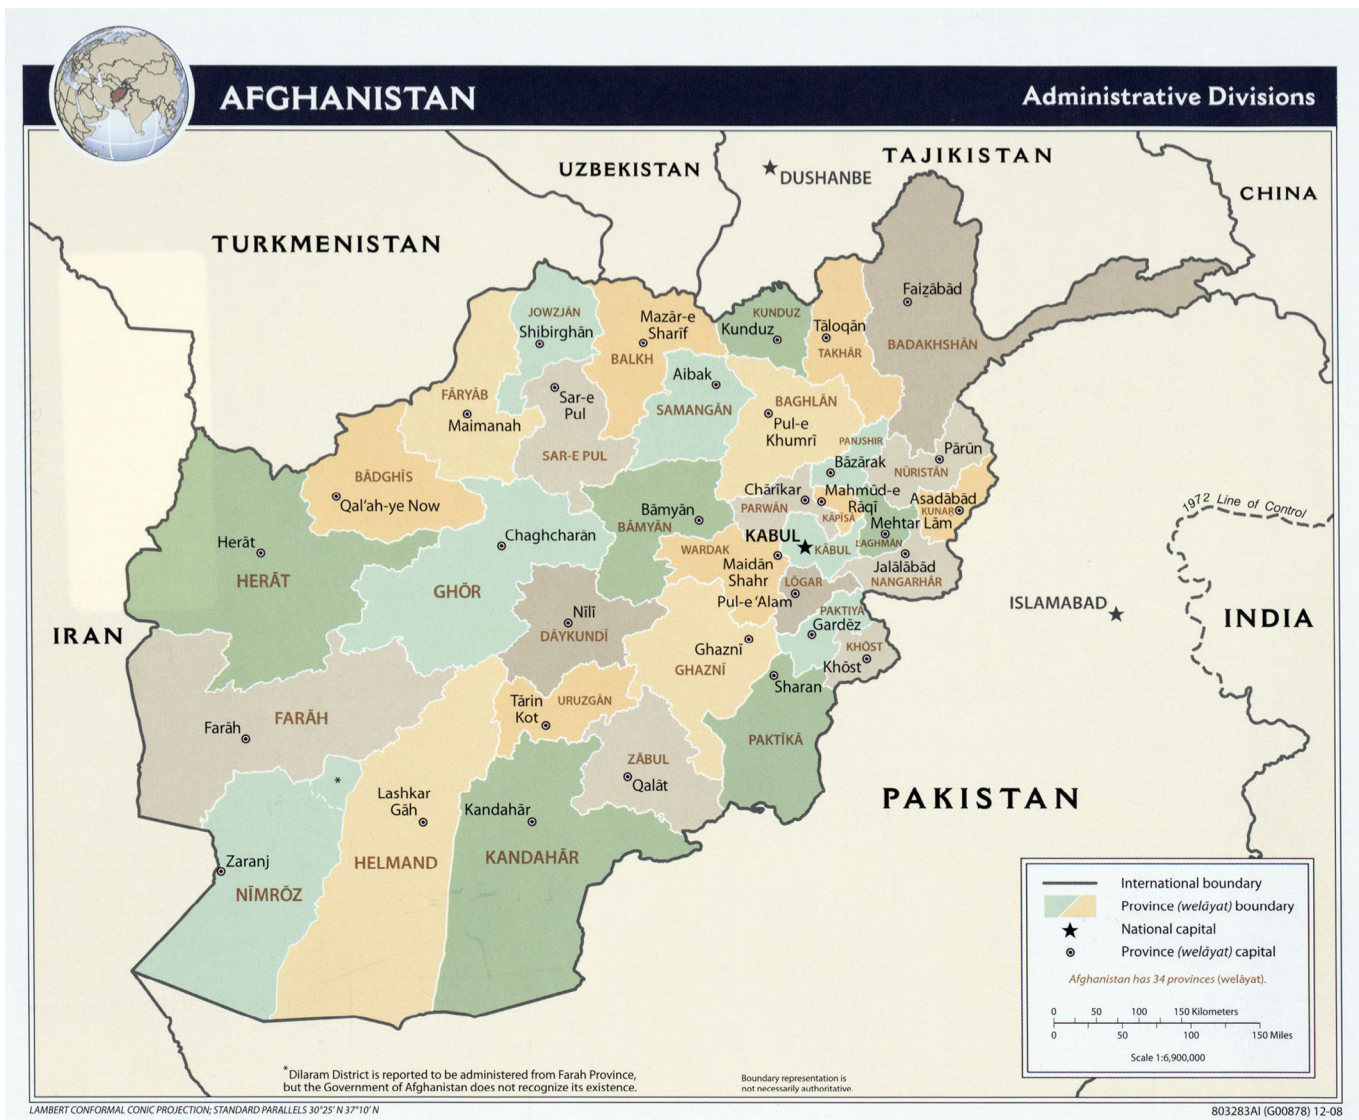 AFGHANISTAN
Administrative Divisions
UZBEKISTAN
TAJIKISTAN
DUSHANBE
CHINA
TURKMENISTAN
Faizābād
JOWZJĀN
Shibirghān
Mazār-e
Sharīf
BALKH
KUNDUZ
Kunduz
Tāloqān
TAKHĀR
BADAKHSHĀN
Aibak
SAMANGĀN
FĀRYĀB
Maimanah
Sar-e
Pul
SAR-E PUL
BAGHLĀN
Pul-e
Khumrī
PANJSHIR
Bāzārak
Pārūn
NŪRISTĀN
BĀDGHĪS
Qal'ah-ye Now
Chārīkar
PARWĀN
Mahmūd-e
Rāqī
KĀPĪSĀ
Asadābād
KUNAR
Mehtar Lām
LAGHMĀN
Bāmyān
BĀMYĀN
Chaghcharān
Herāt
HERĀT
GHŌR
KABUL
KĀBUL
WARDAK
Maidān
Shahr
Jalālābād
NANGARHĀR
LŌGAR
Pul-e 'Alam
PAKTIYĀ
Gardēz
KHŌST
Khōst
Nīlī
DĀYKUNDĪ
Ghaznī
GHAZNĪ
Sharan
PAKTĪKĀ
1972 Line of Control
ISLAMABAD
INDIA
IRAN
Farāh
FARĀH
Tārin
Kot
URUZGĀN
ZĀBUL
Qalāt
*
Lashkar
Gāh
HELMAND
Kandahār
KANDAHĀR
Zaranj
NĪMRŌZ
PAKISTAN
International boundary
Province (welāyat) boundary
National capital
Province (welāyat) capital
Afghanistan has 34 provinces (welāyat).
0 50 100 150 Kilometers
0 50 100 150 Miles
Scale 1:6,900,000
*Dilaram District is reported to be administered from Farah Province,
but the Government of Afghanistan does not recognize its existence.
Boundary representation is
not necessarily authoritative.
LAMBERT CONFORMAL CONIC PROJECTION; STANDARD PARALLELS 30°25' N 37°10' N
803283AI (G00878) 12-08